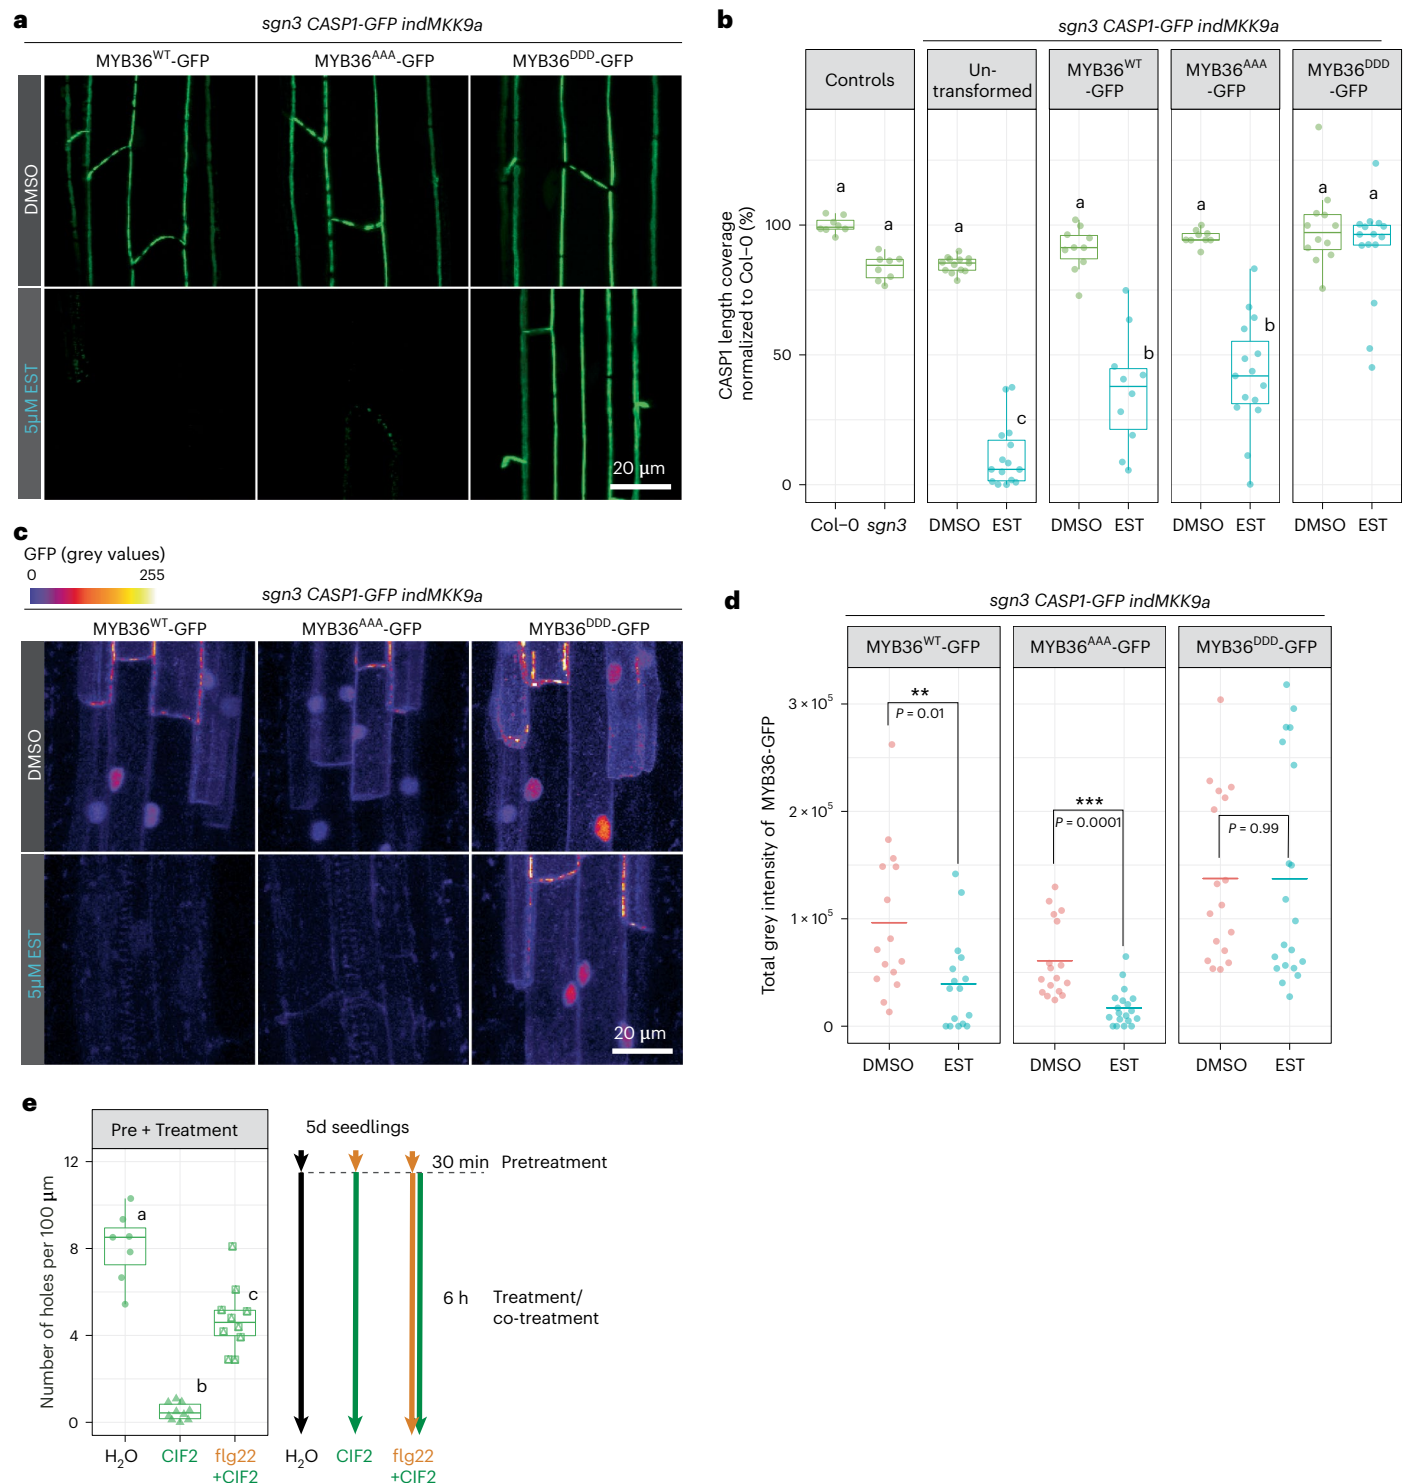 a
sgn3 CASP1-GFP indMKK9a
MYB36WT-GFP
MYB36AAA-GFP
MYB36DDD-GFP
DMSO
5µM EST
20 µm
b
sgn3 CASP1-GFP indMKK9a
Controls
Un-
transformed
MYB36WT
-GFP
MYB36AAA
-GFP
MYB36DDD
-GFP
CASP1 length coverage
normalized to Col–0 (%)
100
50
0
a
a
a
c
a
b
a
b
a
a
Col–0
sgn3
DMSO
EST
DMSO
EST
DMSO
EST
DMSO
EST
c
GFP (grey values)
0
255
sgn3 CASP1-GFP indMKK9a
MYB36WT-GFP
MYB36AAA-GFP
MYB36DDD-GFP
DMSO
5µM EST
20 µm
d
sgn3 CASP1-GFP indMKK9a
MYB36WT-GFP
MYB36AAA-GFP
MYB36DDD-GFP
Total grey intensity of MYB36-GFP
3 × 10⁵
2 × 10⁵
1 × 10⁵
0
**
P = 0.01
***
P = 0.0001
P = 0.99
DMSO
EST
DMSO
EST
DMSO
EST
e
Pre + Treatment
Number of holes per 100 µm
12
8
4
0
a
b
c
H₂O
CIF2
flg22
+CIF2
5d seedlings
30 min
Pretreatment
6 h
Treatment/
co-treatment
H₂O
CIF2
flg22
+CIF2